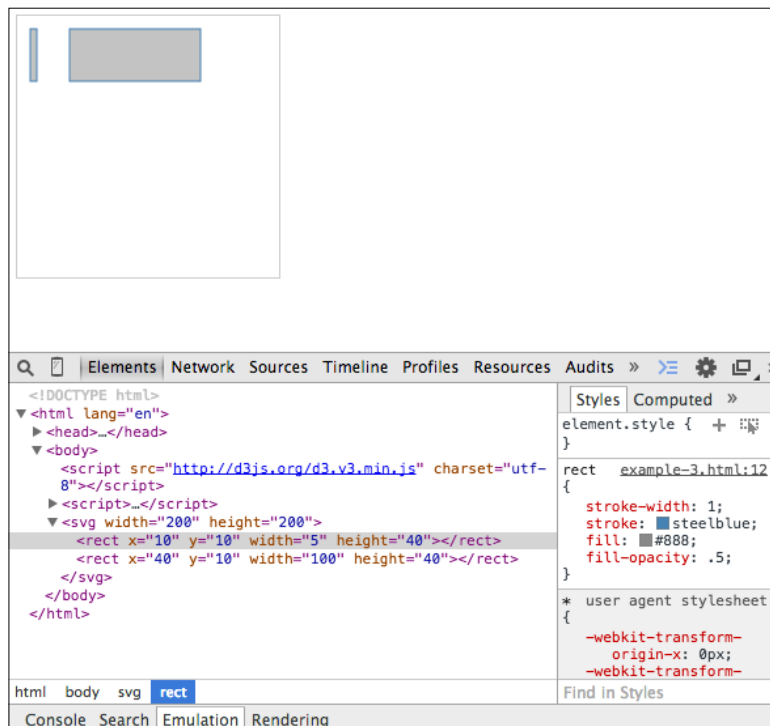 Elements Network Sources Timeline Profiles Resources Audits »
<!DOCTYPE html>
▼<html lang="en">
▶<head>…</head>
▼<body>
<script src="http://d3js.org/d3.v3.min.js" charset="utf-
8"></script>
▶<script>…</script>
▼<svg width="200" height="200">
<rect x="10" y="10" width="5" height="40"></rect>
<rect x="40" y="10" width="100" height="40"></rect>
</svg>
</body>
</html>
html body svg rect
Styles Computed »
element.style { +
}
rect example-3.html:12
{
stroke-width: 1;
stroke: steelblue;
fill: #888;
fill-opacity: .5;
}
* user agent stylesheet
{
-webkit-transform-
origin-x: 0px;
-webkit-transform-
Find in Styles
Console Search Emulation Rendering